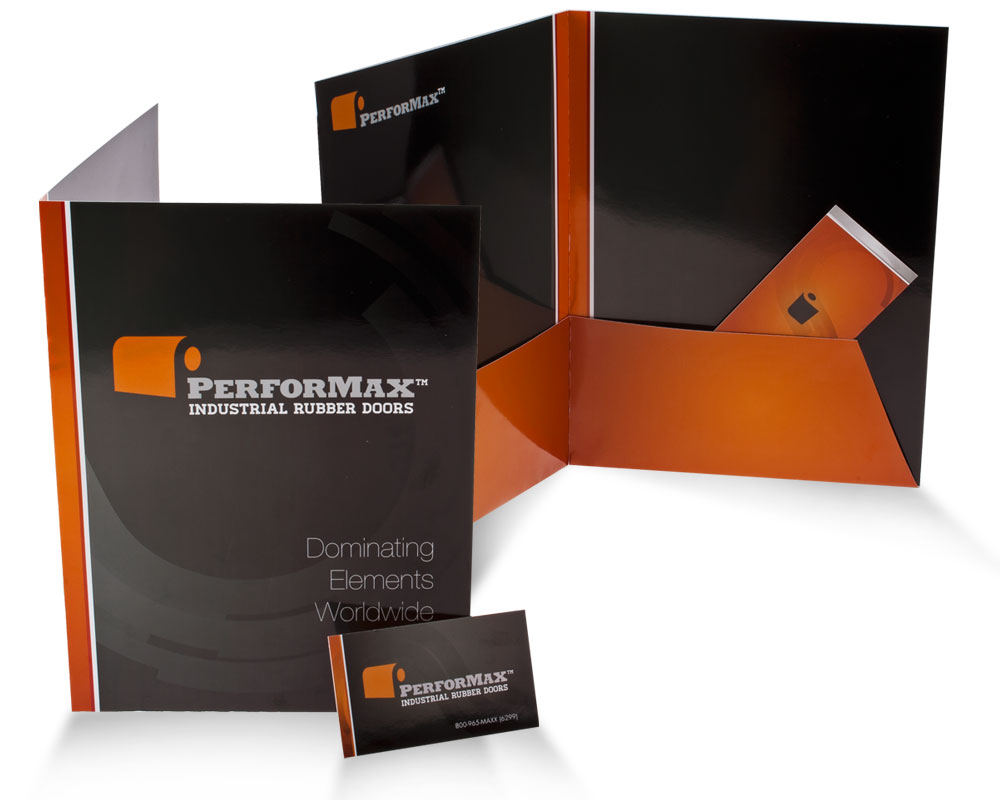 PERFORMAX™
PERFORMAX™
INDUSTRIAL RUBBER DOORS
Dominating
Elements
Worldwide
PERFORMAX™
INDUSTRIAL RUBBER DOORS
800-965-MAXX (6299)